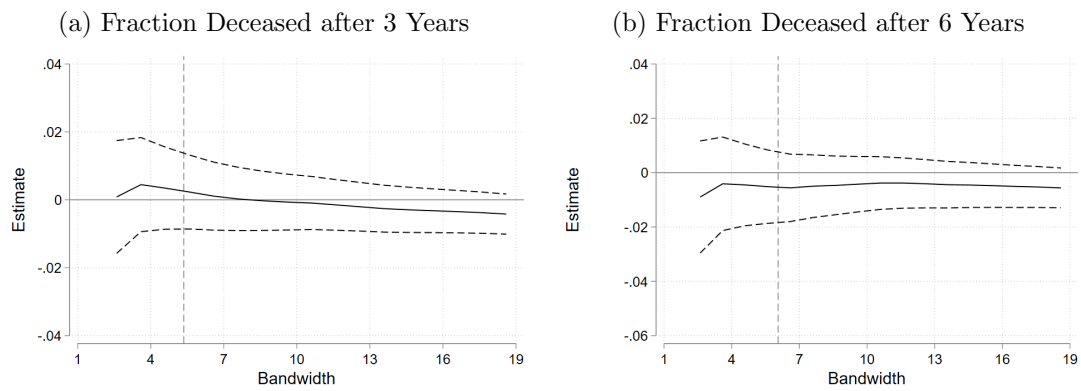 (a) Fraction Deceased after 3 Years
.04
.02
0
-.02
-.04
Estimate
1 4 7 10 13 16 19
Bandwidth
(b) Fraction Deceased after 6 Years
.04
.02
0
-.02
-.04
-.06
Estimate
1 4 7 10 13 16 19
Bandwidth